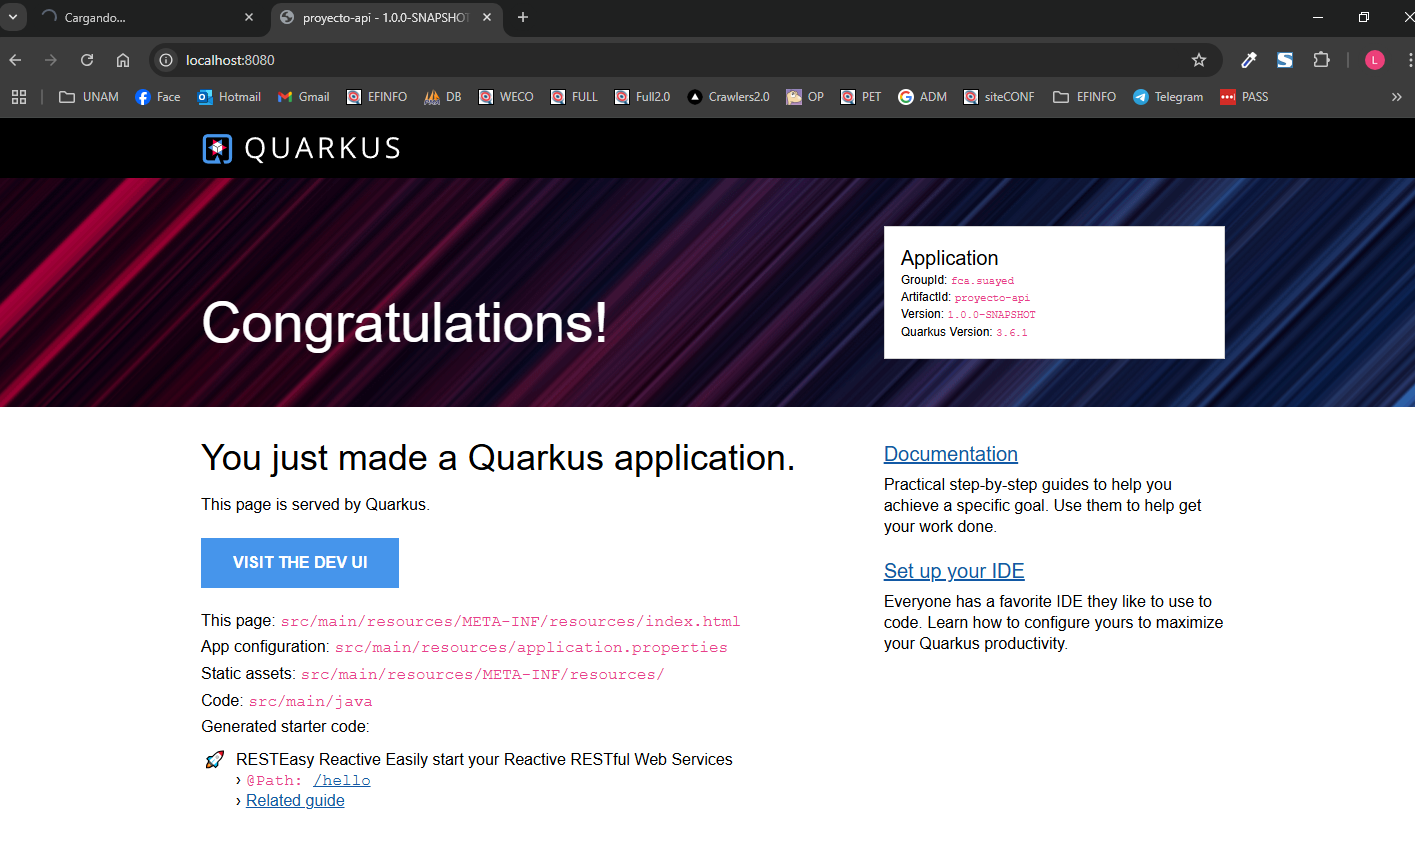 Cargando...
proyecto-api - 1.0.0-SNAPSHOT
localhost:8080
L
UNAM
Face
Hotmail
Gmail
EFINFO
DB
WECO
FULL
Full2.0
Crawlers2.0
OP
PET
ADM
siteCONF
EFINFO
Telegram
PASS
QUARKUS
Congratulations!
Application
GroupId: fca.suayed
ArtifactId: proyecto-api
Version: 1.0.0-SNAPSHOT
Quarkus Version: 3.6.1
You just made a Quarkus application.
This page is served by Quarkus.
VISIT THE DEV UI
This page: src/main/resources/META-INF/resources/index.html
App configuration: src/main/resources/application.properties
Static assets: src/main/resources/META-INF/resources/
Code: src/main/java
Generated starter code:
RESTEasy Reactive Easily start your Reactive RESTful Web Services
› @Path: /hello
› Related guide
Documentation
Practical step-by-step guides to help you
achieve a specific goal. Use them to help get
your work done.
Set up your IDE
Everyone has a favorite IDE they like to use to
code. Learn how to configure yours to maximize
your Quarkus productivity.